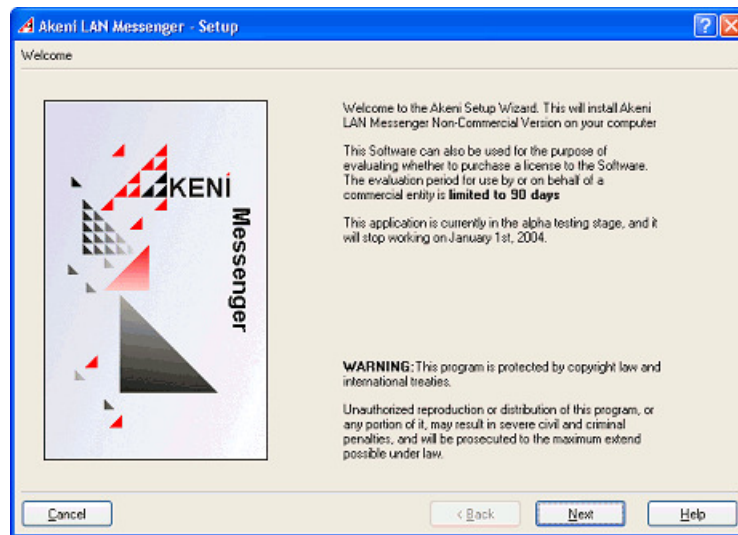 Akeni LAN Messenger - Setup
Welcome
AKENI
Messenger
Welcome to the Akeni Setup Wizard. This will install Akeni
LAN Messenger Non-Commercial Version on your computer
This Software can also be used for the purpose of
evaluating whether to purchase a license to the Software.
The evaluation period for use by or on behalf of a
commercial entity is limited to 90 days
This application is currently in the alpha testing stage, and it
will stop working on January 1st, 2004.
WARNING: This program is protected by copyright law and
international treaties.
Unauthorized reproduction or distribution of this program, or
any portion of it, may result in severe civil and criminal
penalties, and will be prosecuted to the maximum extend
possible under law.
Cancel
< Back
Next
Help